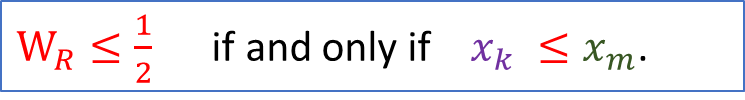 W_R ≤ 1/2 if and only if x_k ≤ x_m.